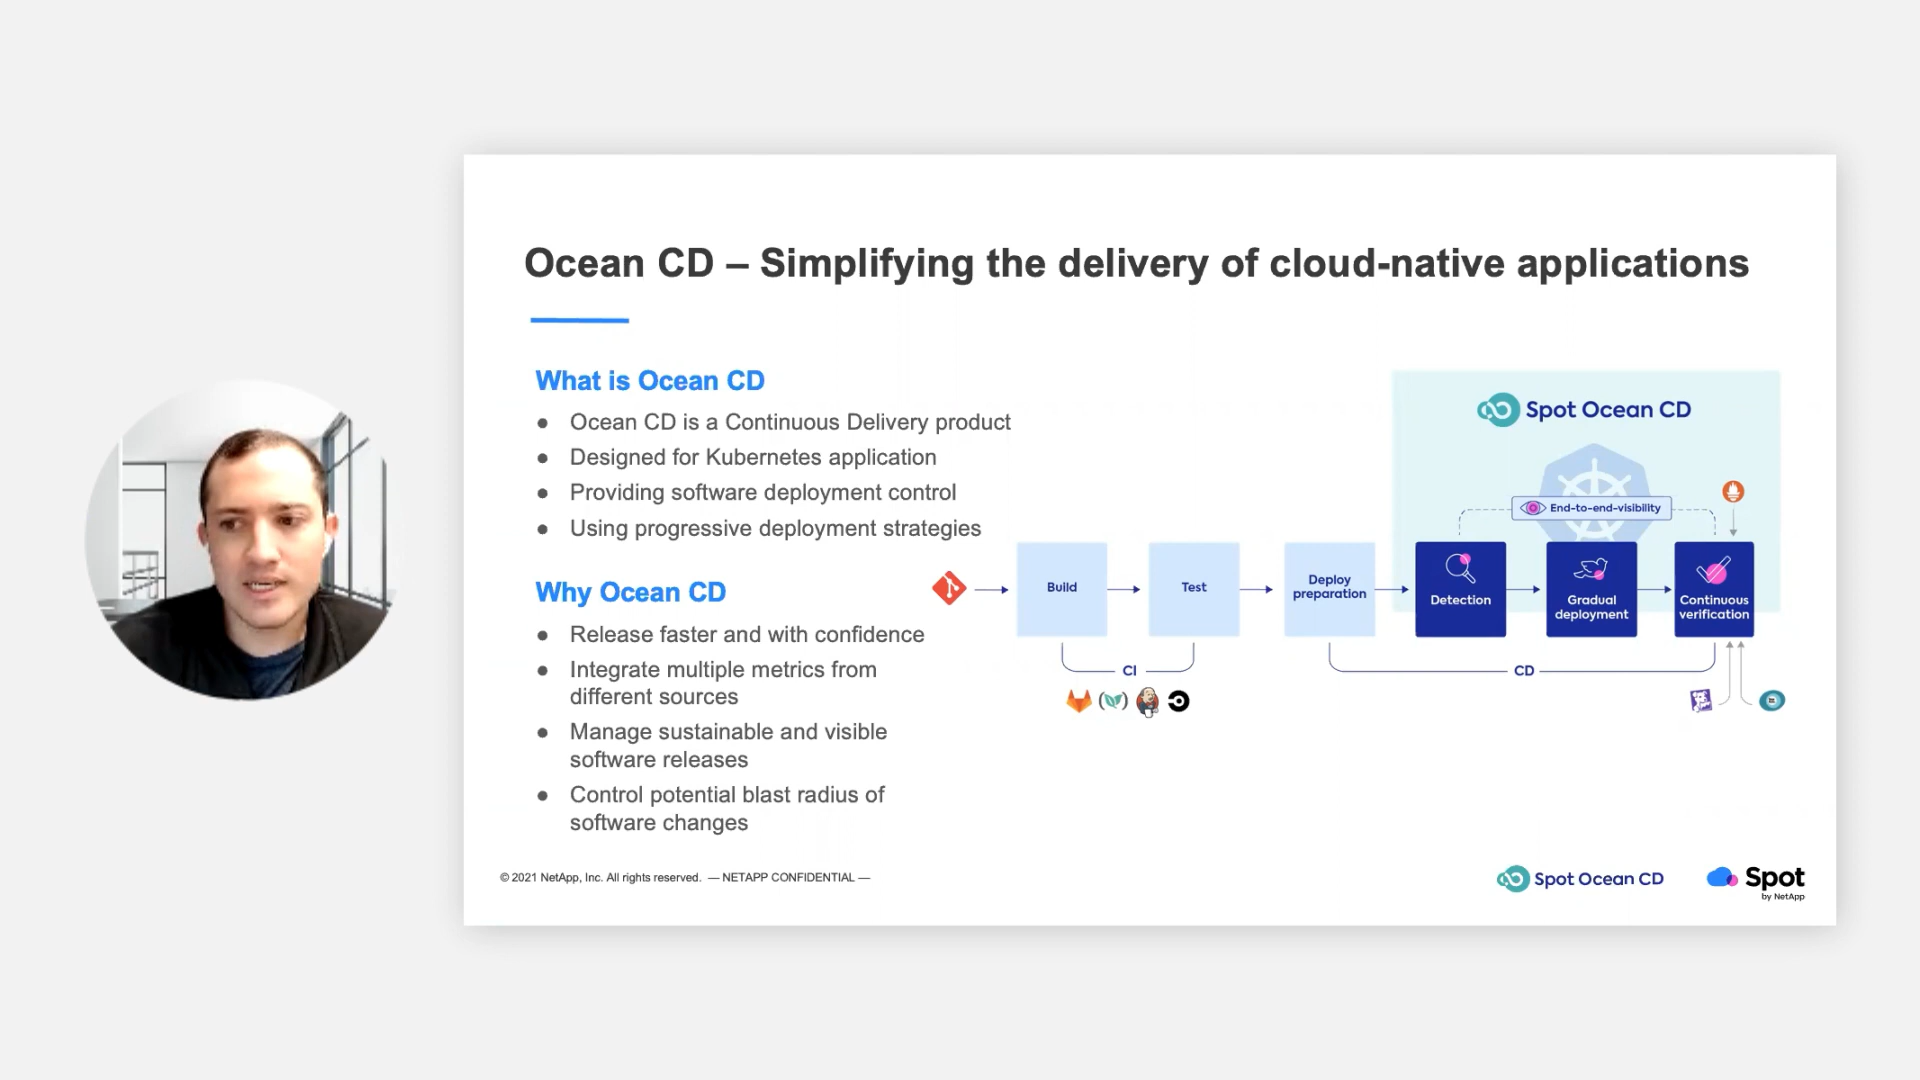 Ocean CD – Simplifying the delivery of cloud-native applications
What is Ocean CD
● Ocean CD is a Continuous Delivery product
● Designed for Kubernetes application
● Providing software deployment control
● Using progressive deployment strategies
Why Ocean CD
● Release faster and with confidence
● Integrate multiple metrics from
different sources
● Manage sustainable and visible
software releases
● Control potential blast radius of
software changes
Spot Ocean CD
End-to-end-visibility
Build
Test
Deploy
preparation
Detection
Gradual
deployment
Continuous
verification
CI
CD
© 2021 NetApp, Inc. All rights reserved. — NETAPP CONFIDENTIAL —
Spot Ocean CD
Spot
by NetApp